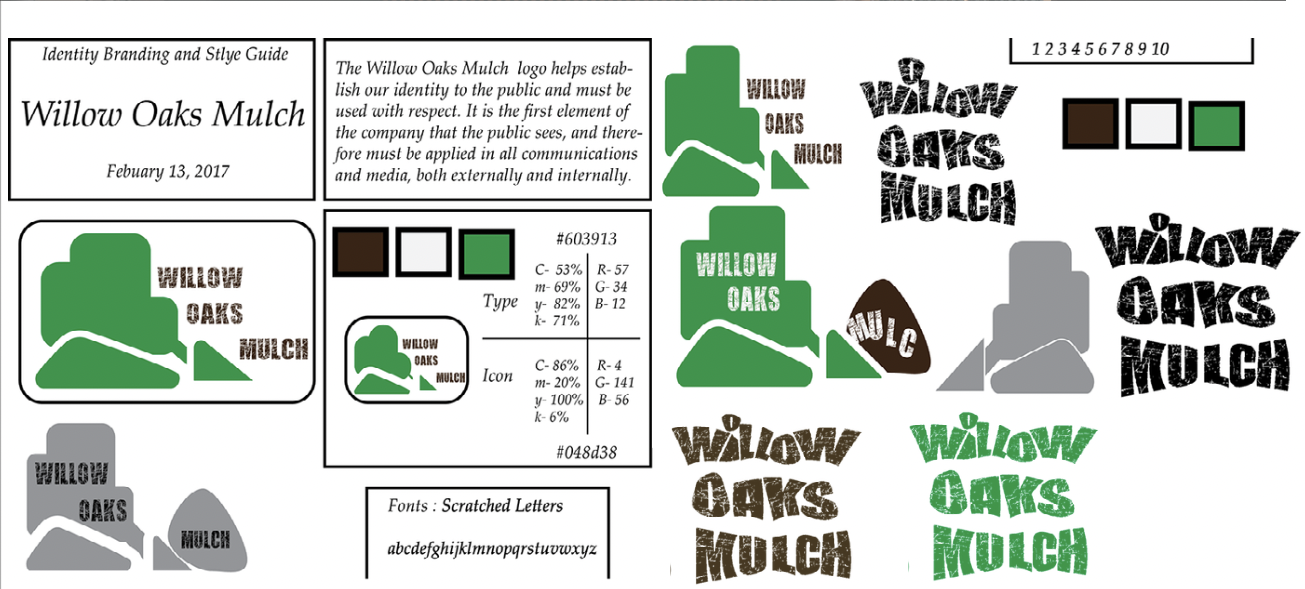 Identity Branding and Stlye Guide
Willow Oaks Mulch
Febuary 13, 2017
The Willow Oaks Mulch logo helps estab-
lish our identity to the public and must be
used with respect. It is the first element of
the company that the public sees, and there-
fore must be applied in all communications
and media, both externally and internally.
WILLOW
OAKS
MULCH
WILLOW
OAKS
MULCH
1 2 3 4 5 6 7 8 9 10
WILLOW
OAKS
MULCH
#603913
Type
C- 53%
m- 69%
y- 82%
k- 71%
R- 57
G- 34
B- 12
WILLOW
OAKS
MULCH
Icon
C- 86%
m- 20%
y- 100%
k- 6%
R- 4
G- 141
B- 56
#048d38
WILLOW
OAKS
MULC
WILLOW
OAKS
MULCH
WILLOW
OAKS
MULCH
Fonts : Scratched Letters
abcdefghijklmnopqrstuvwxyz
WILLOW
OAKS
MULCH
WILLOW
OAKS
MULCH